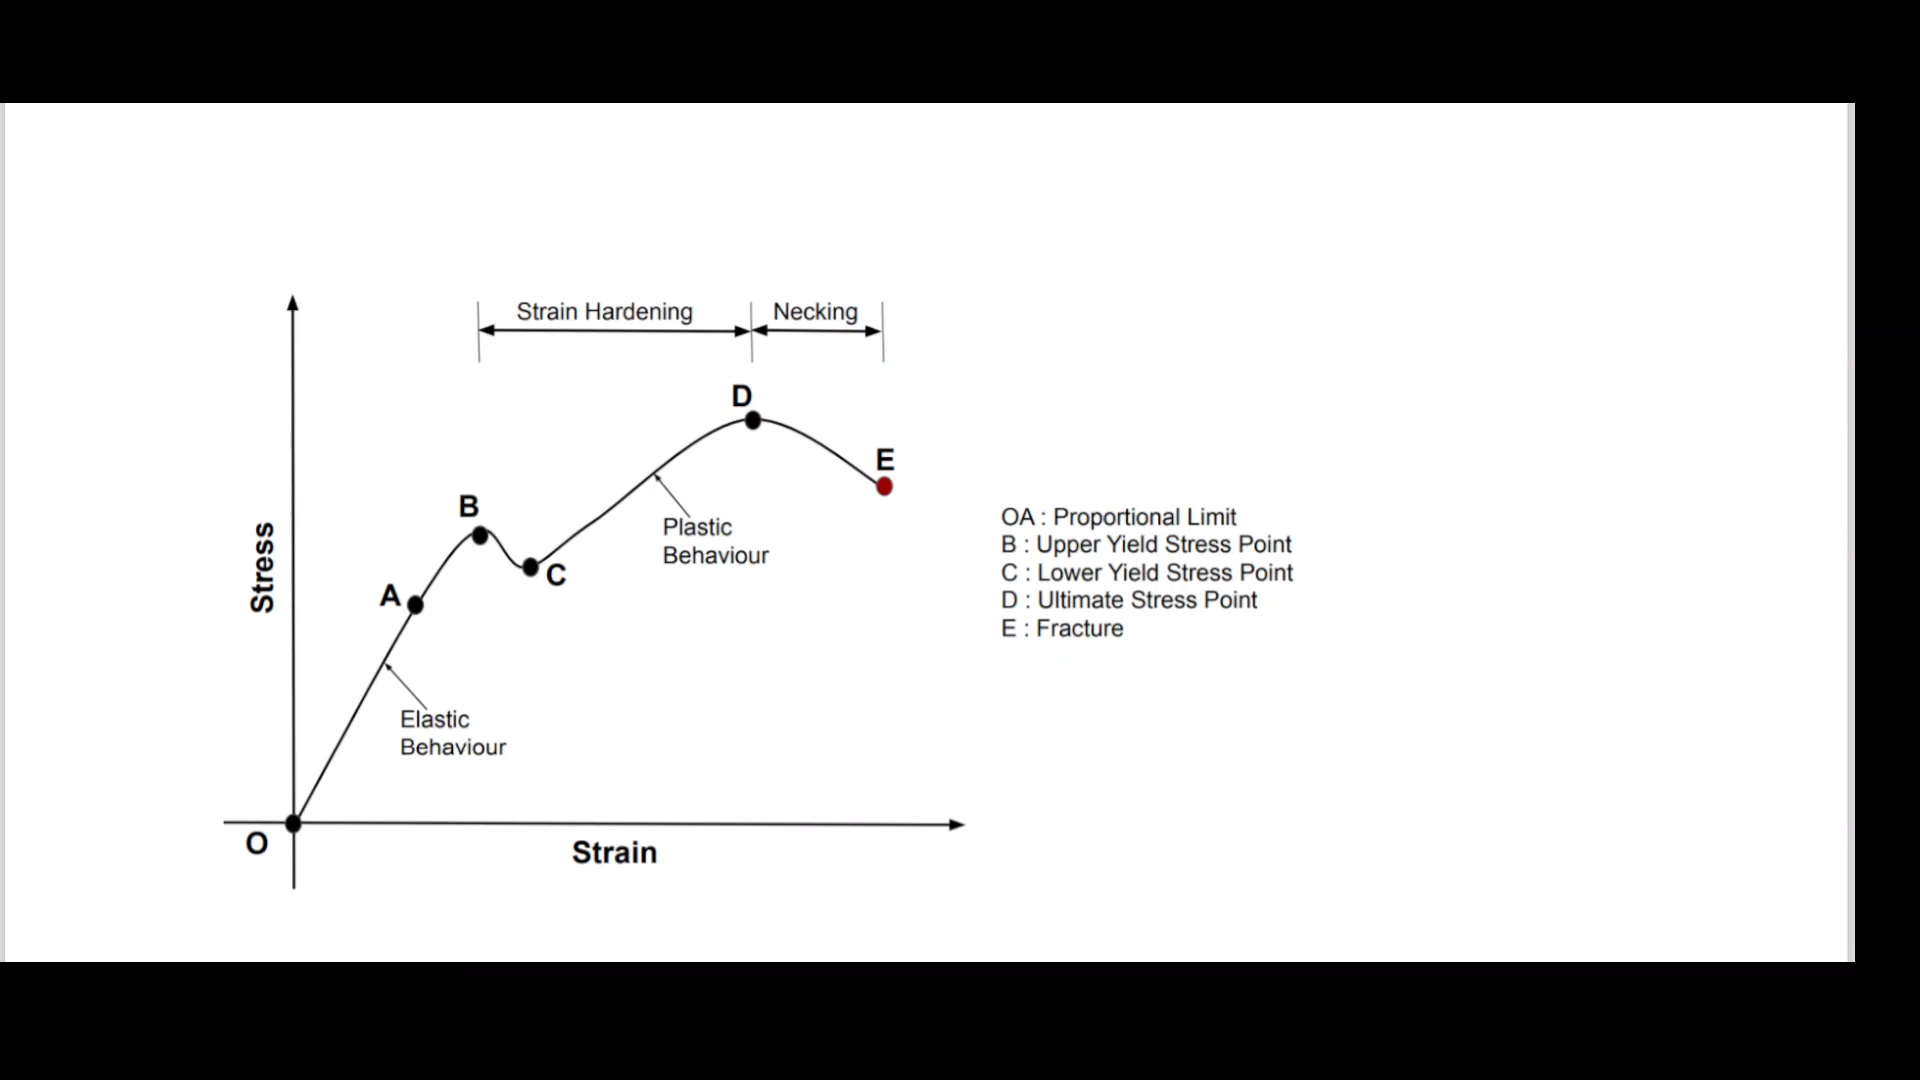 Strain Hardening
Necking
D
E
B
C
A
Plastic
Behaviour
Elastic
Behaviour
Stress
O
Strain
OA : Proportional Limit
B : Upper Yield Stress Point
C : Lower Yield Stress Point
D : Ultimate Stress Point
E : Fracture